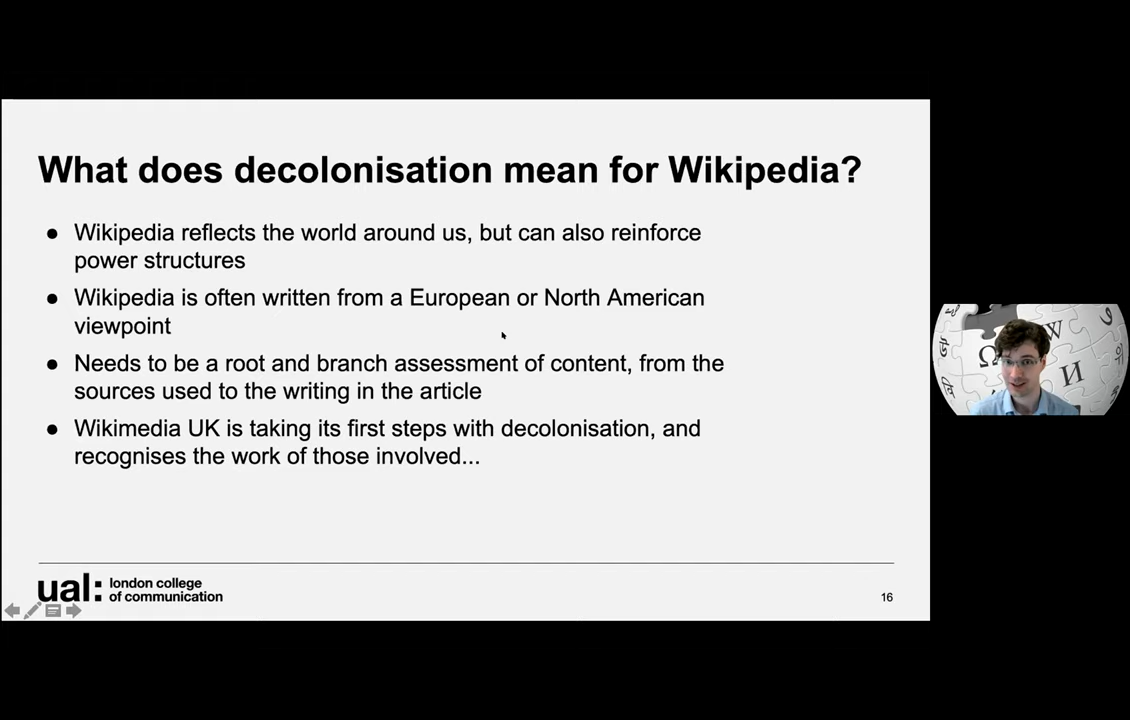 What does decolonisation mean for Wikipedia?
● Wikipedia reflects the world around us, but can also reinforce
power structures
● Wikipedia is often written from a European or North American
viewpoint
● Needs to be a root and branch assessment of content, from the
sources used to the writing in the article
● Wikimedia UK is taking its first steps with decolonisation, and
recognises the work of those involved...
ual: london college
of communication
16
Ω W
И